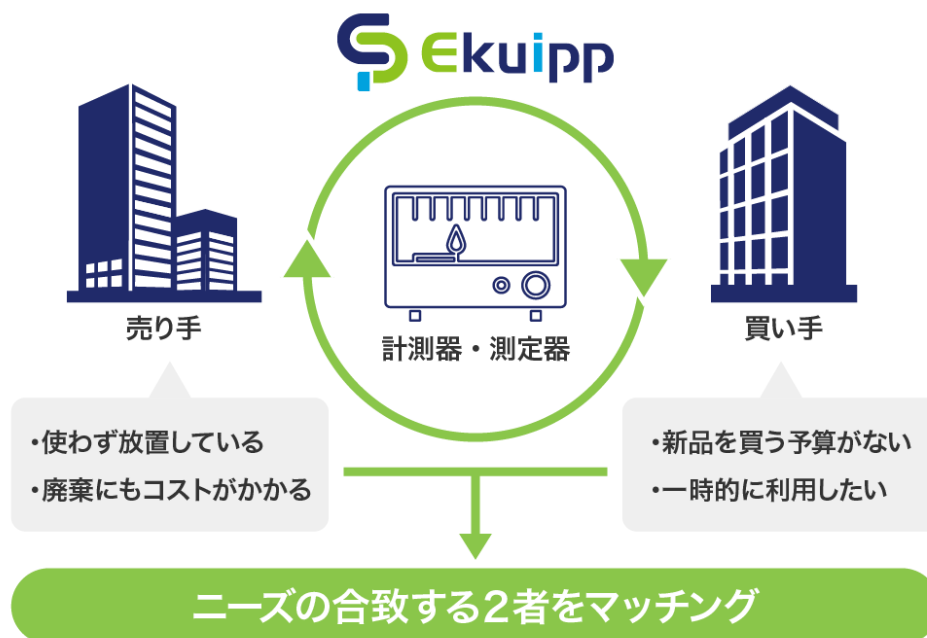 Ekuipp
売り手
計測器・測定器
買い手
・使わず放置している
・廃棄にもコストがかかる
・新品を買う予算がない
・一時的に利用したい
ニーズの合致する2者をマッチング